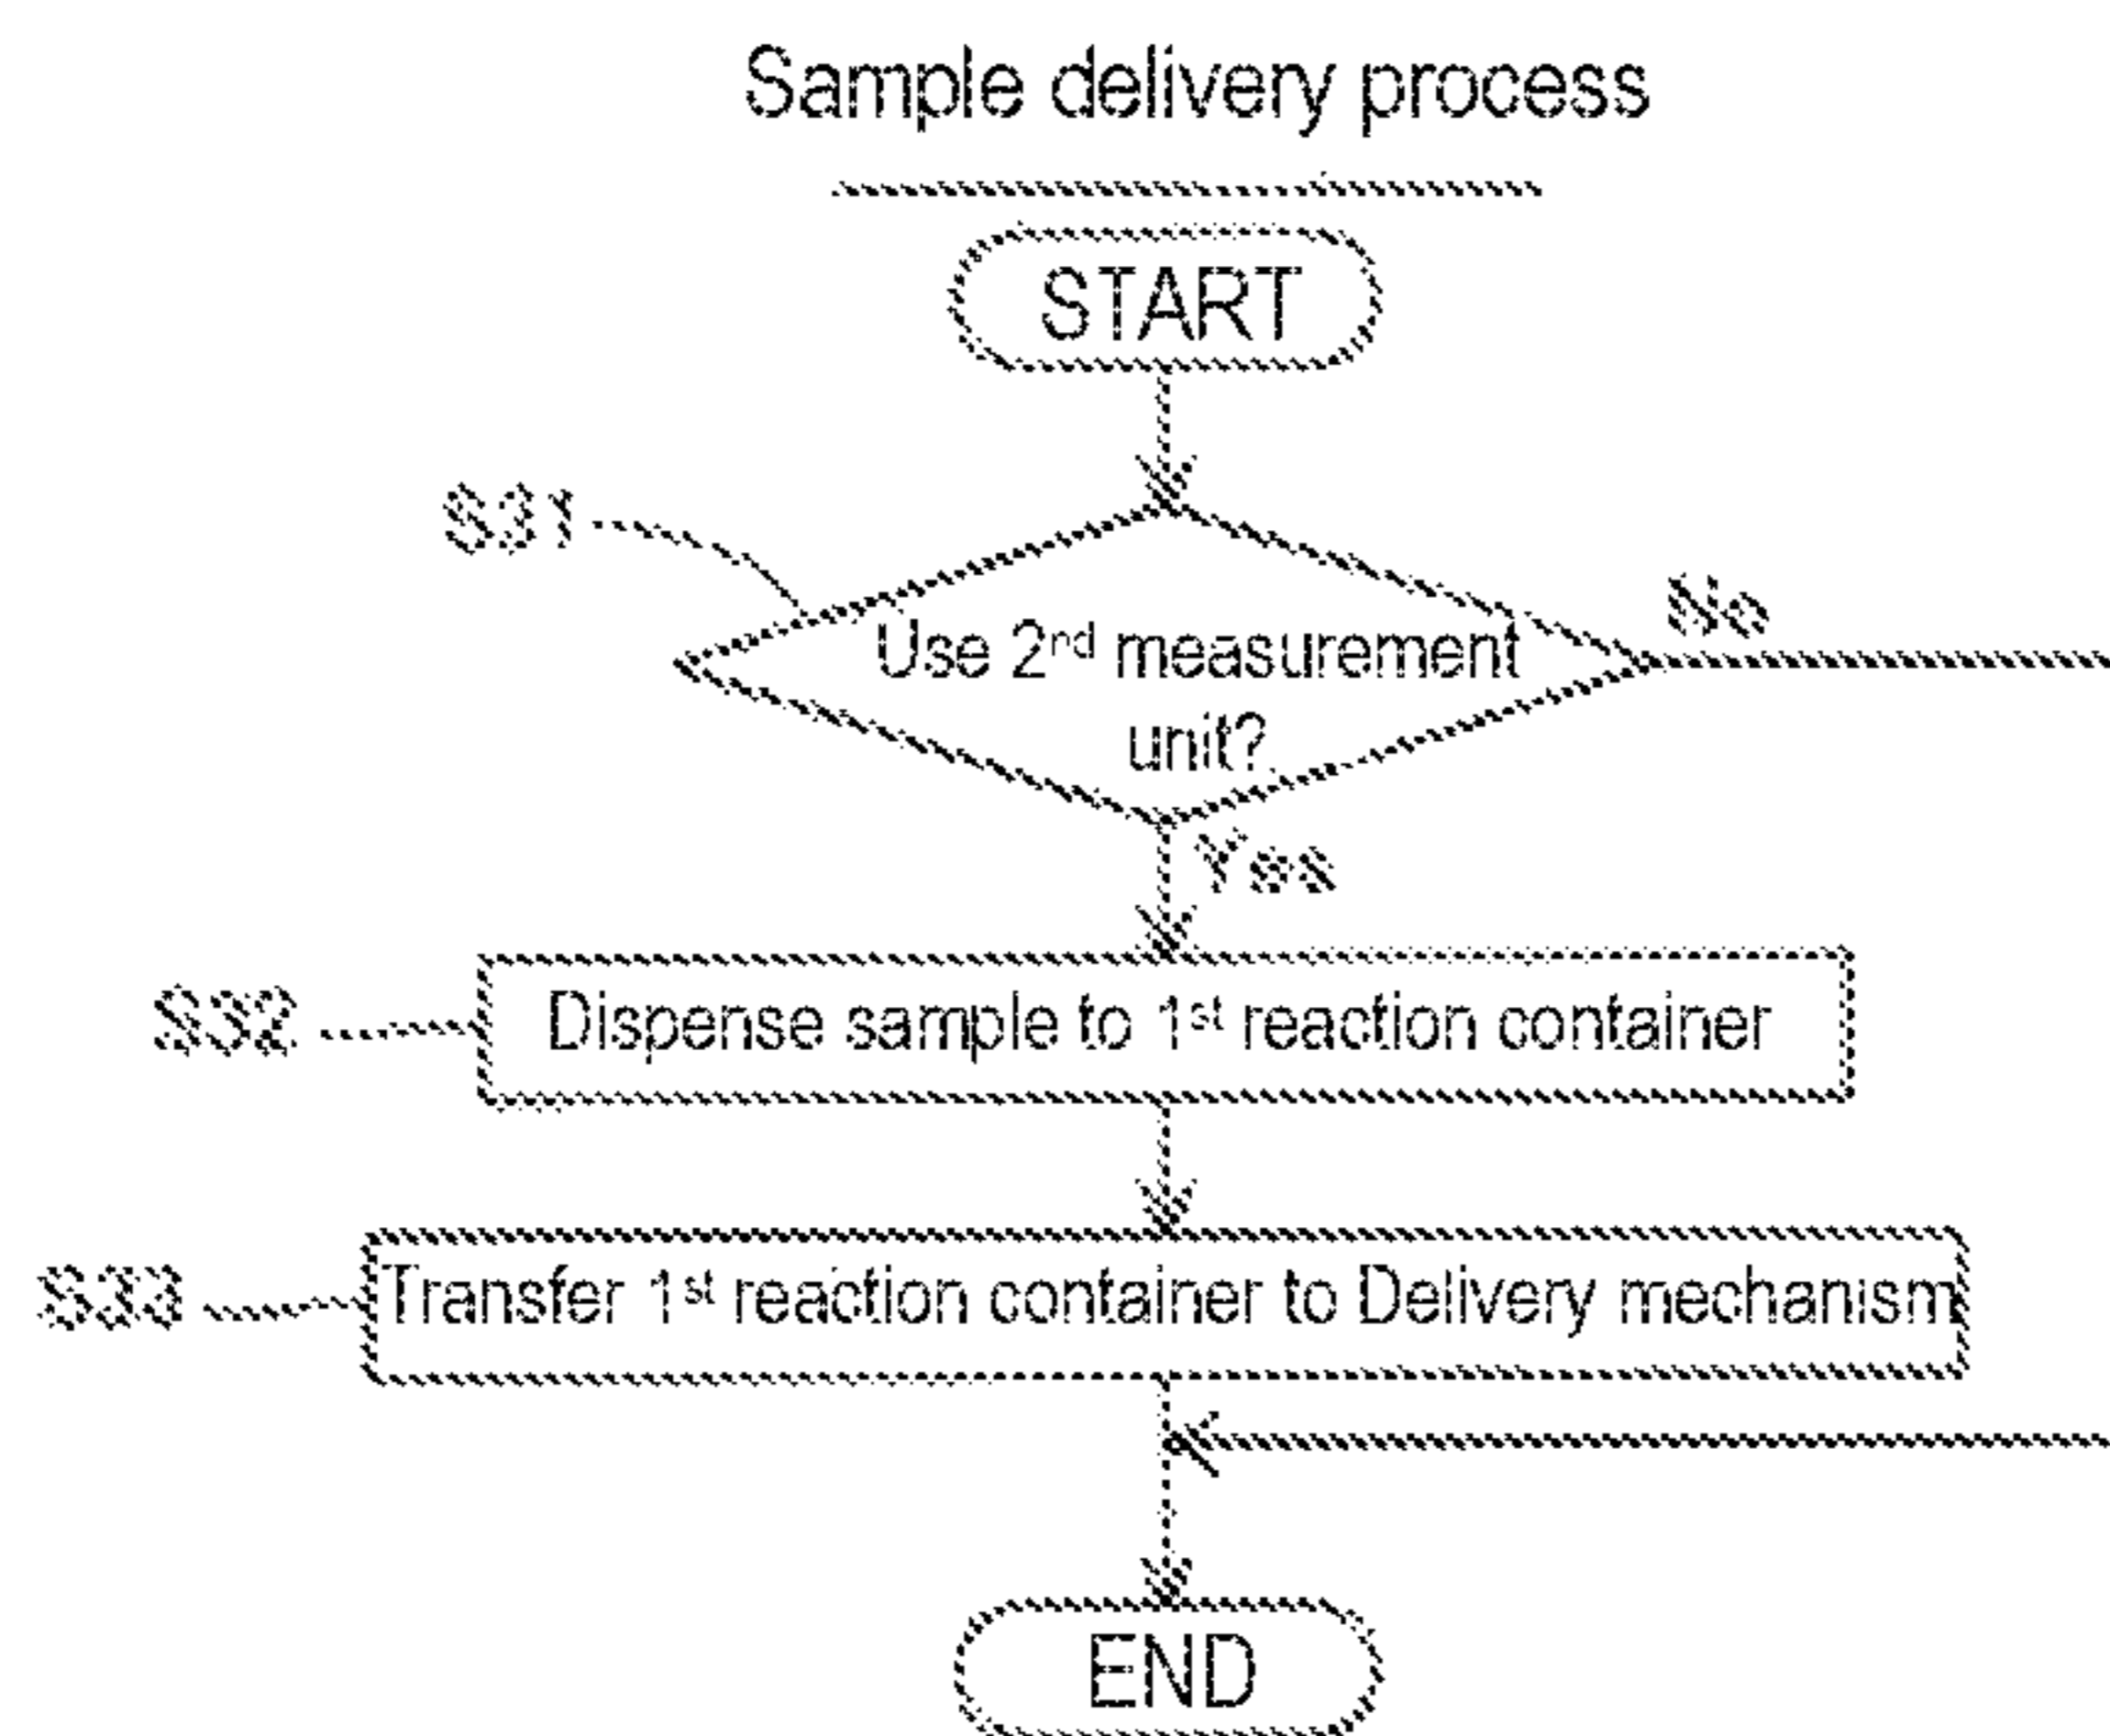 Sample delivery process
START
S31
No
Use 2nd measurement
unit?
Yes
S32
Dispense sample to 1st reaction container
S33
Transfer 1st reaction container to Delivery mechanism
END